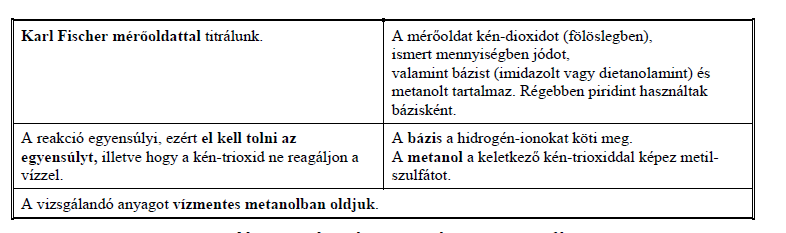 Karl Fischer mérőoldattal titrálunk.
A mérőoldat kén-dioxidot (fölöslegben),
ismert mennyiségben jódot,
valamint bázist (imidazolt vagy dietanolamint) és
metanolt tartalmaz. Régebben piridint használtak
bázisként.
A reakció egyensúlyi, ezért el kell tolni az
egyensúlyt, illetve hogy a kén-trioxid ne reagáljon a
vízzel.
A bázis a hidrogén-ionokat köti meg.
A metanol a keletkező kén-trioxiddal képez metil-
szulfátot.
A vizsgálandó anyagot vízmentes metanolban oldjuk.